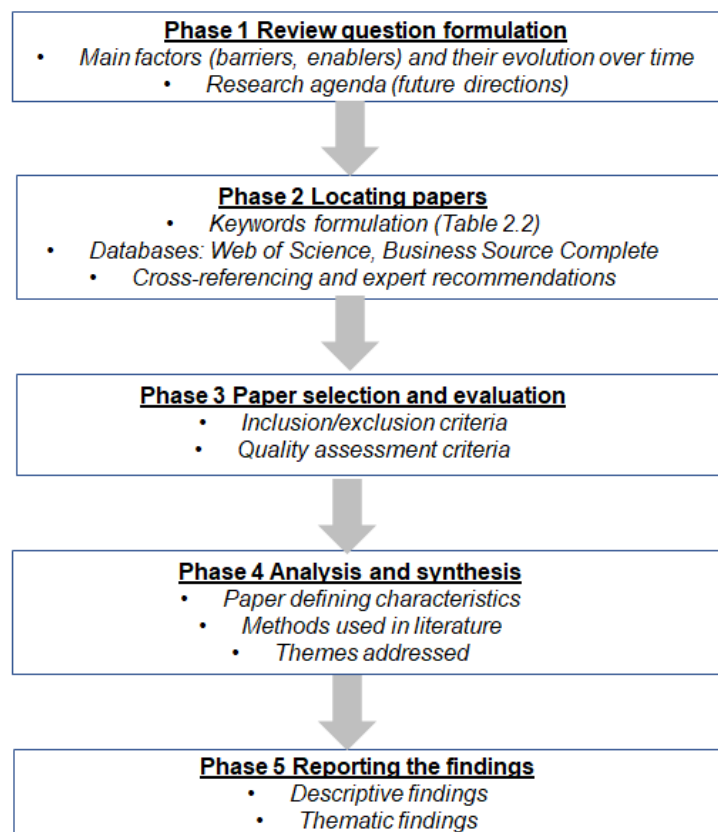 Phase 1 Review question formulation
• Main factors (barriers, enablers) and their evolution over time
• Research agenda (future directions)
Phase 2 Locating papers
• Keywords formulation (Table 2.2)
• Databases: Web of Science, Business Source Complete
• Cross-referencing and expert recommendations
Phase 3 Paper selection and evaluation
• Inclusion/exclusion criteria
• Quality assessment criteria
Phase 4 Analysis and synthesis
• Paper defining characteristics
• Methods used in literature
• Themes addressed
Phase 5 Reporting the findings
• Descriptive findings
• Thematic findings